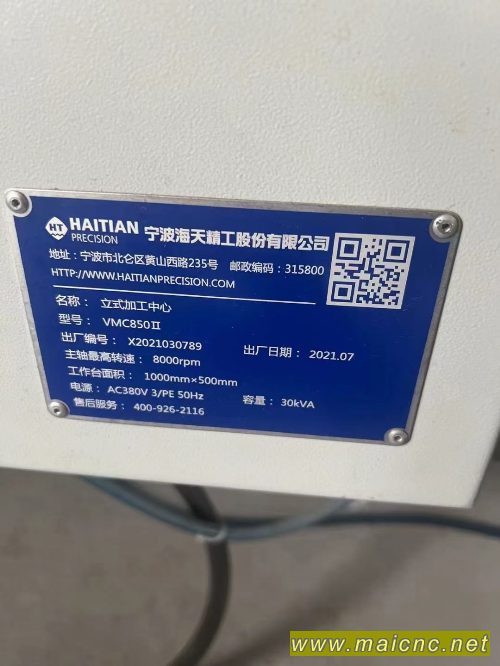 HAITIAN PRECISION 宁波海天精工股份有限公司
地址：宁波市北仑区黄山西路235号 邮政编码：315800
HTTP://WWW.HAITIANPRECISION.COM
名称： 立式加工中心
型号： VMC850Ⅱ
出厂编号： X2021030789 出厂日期： 2021.07
主轴最高转速： 8000rpm
工作台面积： 1000mm×500mm
电源： AC380V 3/PE 50Hz 容量： 30kVA
售后服务： 400-926-2116
www.maicnc.net